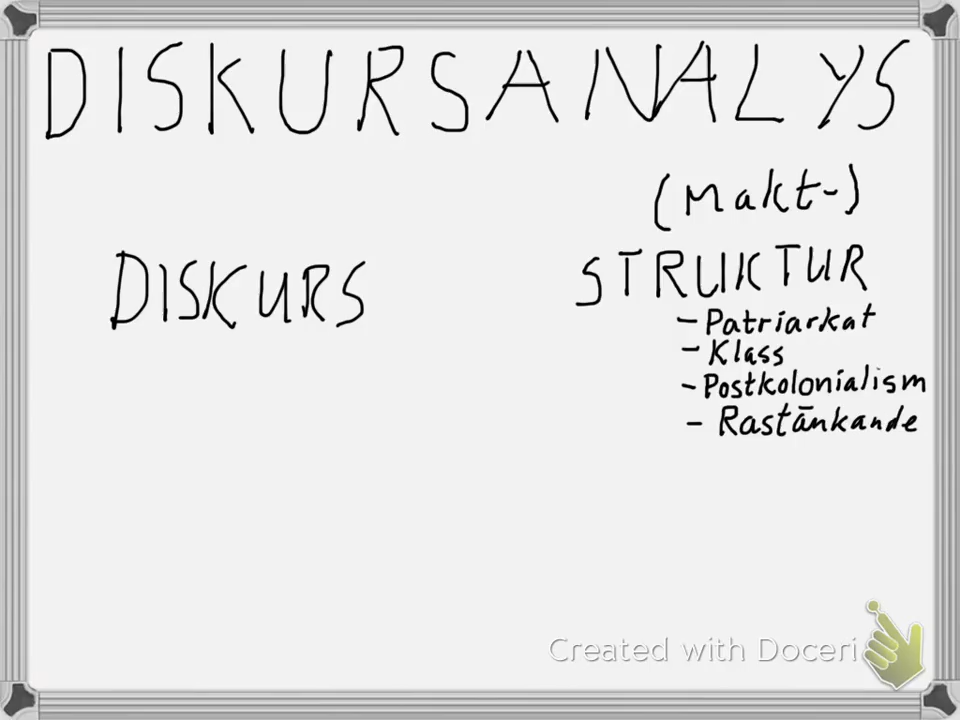 DISKURSANALYS
(Makt-)
DISKURS
STRUKTUR
- Patriarkat
- Klass
- Postkolonialism
- Rastänkande
Created with Doceri